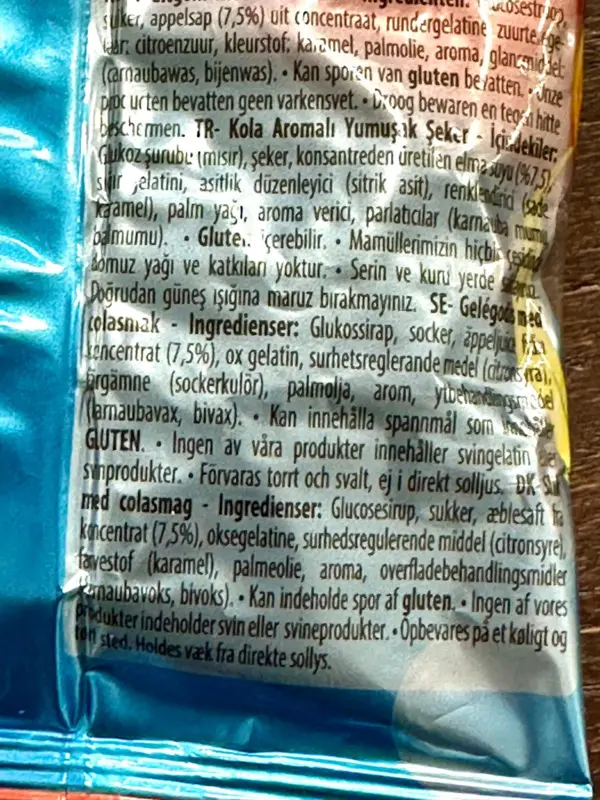 suiker, appelsap (7,5%) uit concentraat, rundergelatine, zuurterege-
laar: citroenzuur, kleurstof: karamel, palmolie, aroma, glansmiddel:
(carnaubawas, bijenwas). • Kan sporen van gluten bevatten. • Onze
producten bevatten geen varkensvet. • Droog bewaren en tegen hitte
beschermen. TR- Kola Aromalı Yumuşak Şeker - İçindekiler:
Glukoz şurubu (mısır), şeker, konsantreden üretilen elma suyu (%7,5),
sığır jelatini, asitlik düzenleyici (sitrik asit), renklendirici (sade
karamel), palm yağı, aroma verici, parlatıcılar (karnauba mumu,
balmumu). • Gluten içerebilir. • Mamüllerimizin hiçbir çeşidinde
domuz yağı ve katkıları yoktur. • Serin ve kuru yerde
Doğrudan güneş ışığına maruz bırakmayınız. SE- Gelégodis med
colasmak - Ingredienser: Glukossirap, socker, äppeljuice från
koncentrat (7,5%), ox gelatin, surhetsreglerande medel (citronsyra),
färgämne (sockerkulör), palmolja, arom, ytbehandlingsmedel
(karnaubavax, bivax). • Kan innehålla spannmål som innehåller
GLUTEN. • Ingen av våra produkter innehåller svingelatin
svinprodukter. • Förvaras torrt och svalt, ej i direkt solljus. DK-
med colasmag - Ingredienser: Glucosesirup, sukker, æblesaft fra
koncentrat (7,5%), oksegelatine, surhedsregulerende middel (citronsyre),
farvestof (karamel), palmeolie, aroma, overfladebehandlingsmidler
(karnaubavoks, bivoks). • Kan indeholde spor af gluten. • Ingen af vores
produkter indeholder svin eller svineprodukter. • Opbevares på et køligt og
tørt sted. Holdes væk fra direkte sollys.